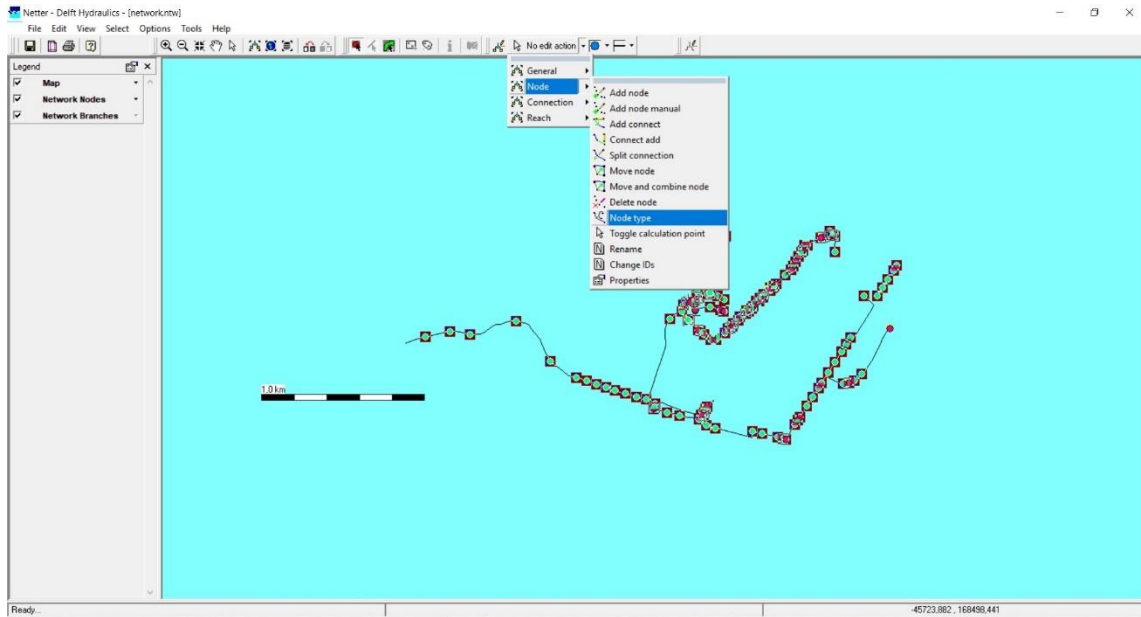 Netter - Delft Hydraulics - [network.ntw]
File Edit View Select Options Tools Help
No edit action
Legend
Map
Network Nodes
Network Branches
General
Node
Connection
Reach
Add node
Add node manual
Add connect
Connect add
Split connection
Move node
Move and combine node
Delete node
Node type
Toggle calculation point
Rename
Change IDs
Properties
1,0 km
Ready...
-45723,882 , 168498,441